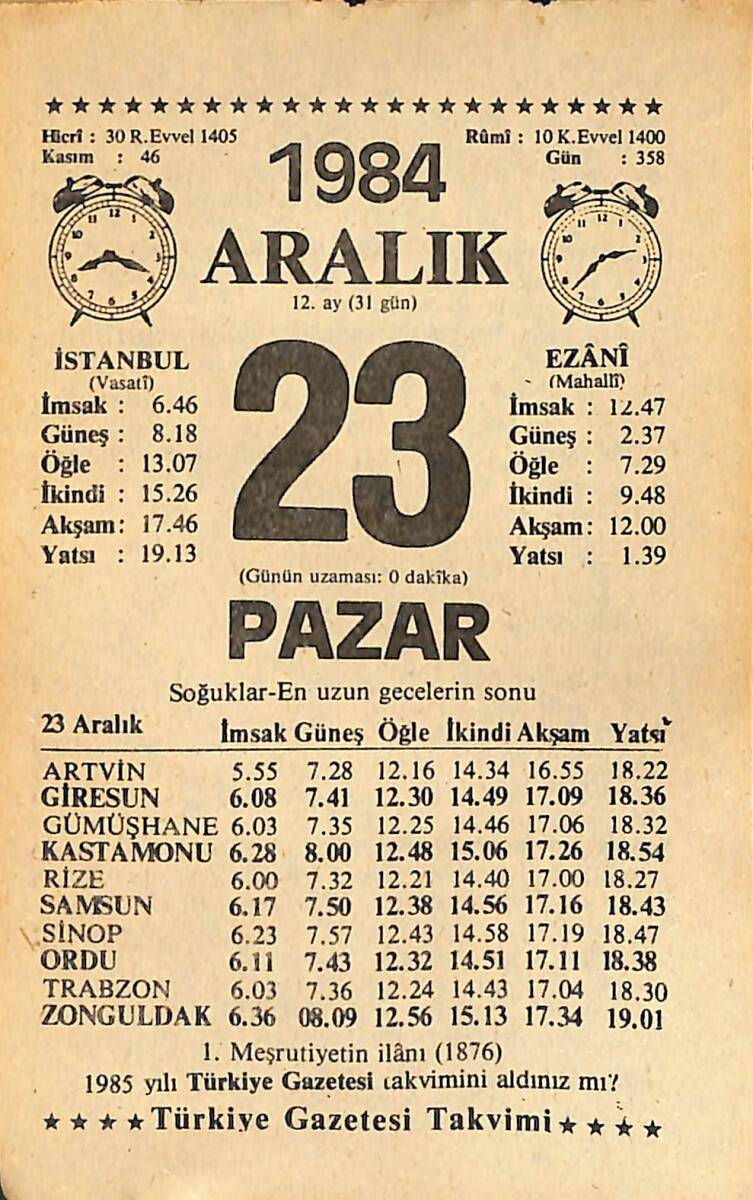 Hicrî : 30 R.Evvel 1405
Kasım : 46
Rûmî : 10 K.Evvel 1400
Gün : 358
1984
ARALIK
12. ay (31 gün)
İSTANBUL
(Vasatî)
İmsak : 6.46
Güneş : 8.18
Öğle : 13.07
İkindi : 15.26
Akşam : 17.46
Yatsı : 19.13
23
EZÂNÎ
(Mahallî)
İmsak : 12.47
Güneş : 2.37
Öğle : 7.29
İkindi : 9.48
Akşam : 12.00
Yatsı : 1.39
(Günün uzaması: 0 dakîka)
PAZAR
Soğuklar-En uzun gecelerin sonu
23 Aralık İmsak Güneş Öğle İkindi Akşam Yatsı
ARTVİN 5.55 7.28 12.16 14.34 16.55 18.22
GİRESUN 6.08 7.41 12.30 14.49 17.09 18.36
GÜMÜŞHANE 6.03 7.35 12.25 14.46 17.06 18.32
KASTAMONU 6.28 8.00 12.48 15.06 17.26 18.54
RİZE 6.00 7.32 12.21 14.40 17.00 18.27
SAMSUN 6.17 7.50 12.38 14.56 17.16 18.43
SİNOP 6.23 7.57 12.43 14.58 17.19 18.47
ORDU 6.11 7.43 12.32 14.51 17.11 18.38
TRABZON 6.03 7.36 12.24 14.43 17.04 18.30
ZONGULDAK 6.36 08.09 12.56 15.13 17.34 19.01
1. Meşrutiyetin ilânı (1876)
1985 yılı Türkiye Gazetesi takvimini aldınız mı?
Türkiye Gazetesi Takvimi